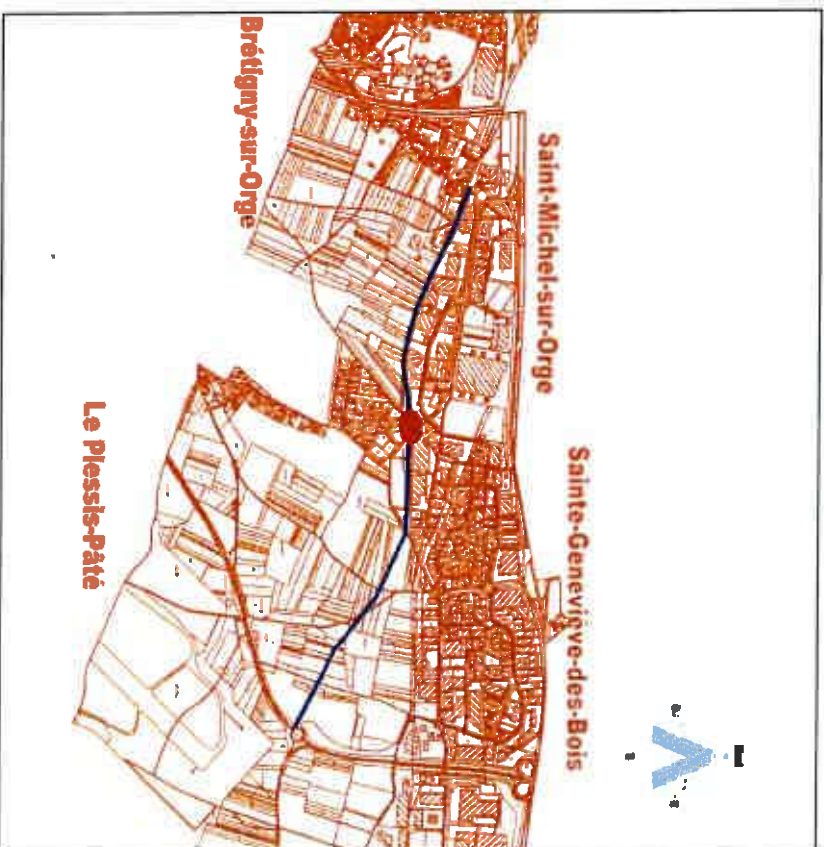 Saint-Michel-sur-Orge
Sainte-Geneviève-des-Bois
Brétigny-sur-Orge
Le Plessis-Pâté